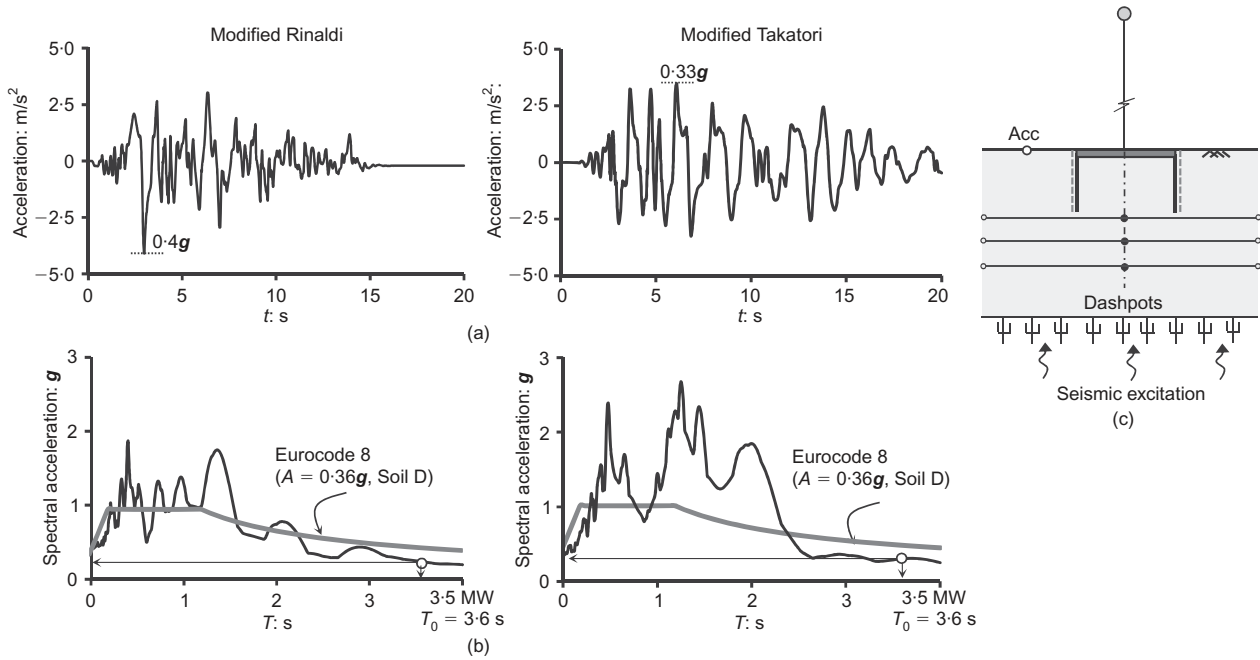 Modified Rinaldi
5·0
2·5
0
−2·5
−5·0
Acceleration: m/s²
0·4g
0
5
10
15
20
t: s
Modified Takatori
5·0
2·5
0
−2·5
−5·0
Acceleration: m/s²:
0·33g
0
5
10
15
20
t: s
(a)
3
2
1
0
Spectral acceleration: g
Eurocode 8
(A = 0·36g, Soil D)
0
1
2
3
3·5 MW
T₀ = 3·6 s
T: s
3
2
1
0
Spectral acceleration: g
Eurocode 8
(A = 0·36g, Soil D)
0
1
2
3
3·5 MW
T₀ = 3·6 s
T: s
(b)
Acc
Dashpots
Seismic excitation
(c)